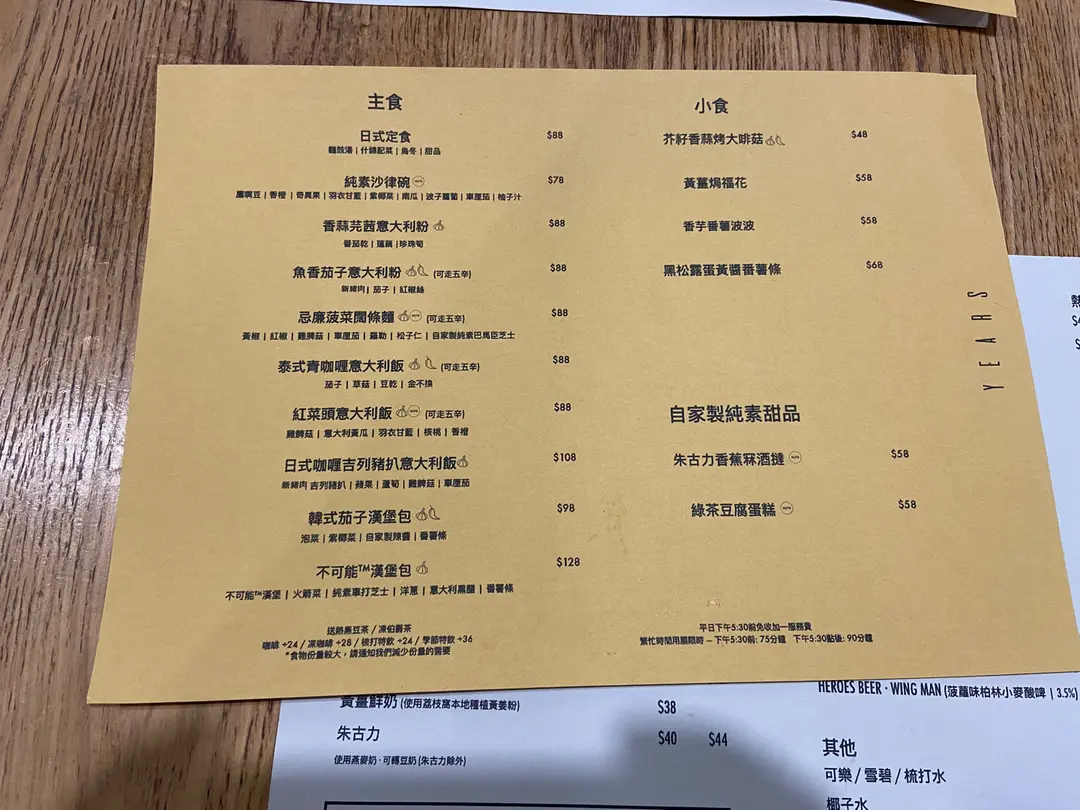 主食
日式定食 $88
麵豉湯 | 什錦配菜 | 烏冬 | 甜品
純素沙律碗 $78
鷹嘴豆 | 香橙 | 奇異果 | 羽衣甘藍 | 紫椰菜 | 南瓜 | 波子蘿蔔 | 車厘茄 | 柚子汁
香蒜芫茜意大利粉 $88
番茄乾 | 蓮藕 | 珍珠筍
魚香茄子意大利粉 (可走五辛) $88
新豬肉 | 茄子 | 紅椒絲
忌廉菠菜闊條麵 (可走五辛) $88
黃椒 | 紅椒 | 雞髀菇 | 車厘茄 | 羅勒 | 松子仁 | 自家製純素巴馬臣芝士
泰式青咖喱意大利飯 (可走五辛) $88
茄子 | 草菇 | 豆乾 | 金不換
紅菜頭意大利飯 (可走五辛) $88
雞髀菇 | 意大利黃瓜 | 羽衣甘藍 | 核桃 | 香橙
日式咖喱吉列豬扒意大利飯 $108
新豬肉 吉列豬扒 | 蘋果 | 蘆筍 | 雞髀菇 | 車厘茄
韓式茄子漢堡包 $98
泡菜 | 紫椰菜 | 自家製辣醬 | 番薯條
不可能™漢堡包 $128
不可能™漢堡 | 火箭菜 | 純素車打芝士 | 洋蔥 | 意大利黑醋 | 番薯條
送熱黑豆茶 / 凍伯爵茶
咖啡 +24 / 凍咖啡 +28 / 梳打特飲 +24 / 季節特飲 +36
*食物份量較大，請通知我們減少份量的需要
小食
芥籽香蒜烤大啡菇 $48
黃薑焗福花 $58
香芋番薯波波 $58
黑松露蛋黃醬番薯條 $68
自家製純素甜品
朱古力香蕉冧酒撻 $58
綠茶豆腐蛋糕 $58
平日下午5:30前免收加一服務費
繁忙時間用膳限時 – 下午5:30前: 75分鐘 下午5:30點後: 90分鐘
YEARS
黃薑鮮奶 (使用荔枝窩本地種植黃姜粉) $38
朱古力 $40 $44
使用燕麥奶·可轉豆奶 (朱古力除外)
HEROES BEER · WING MAN (菠蘿味柏林小麥酸啤 | 3.5%)
其他
可樂 / 雪碧 / 梳打水
椰子水